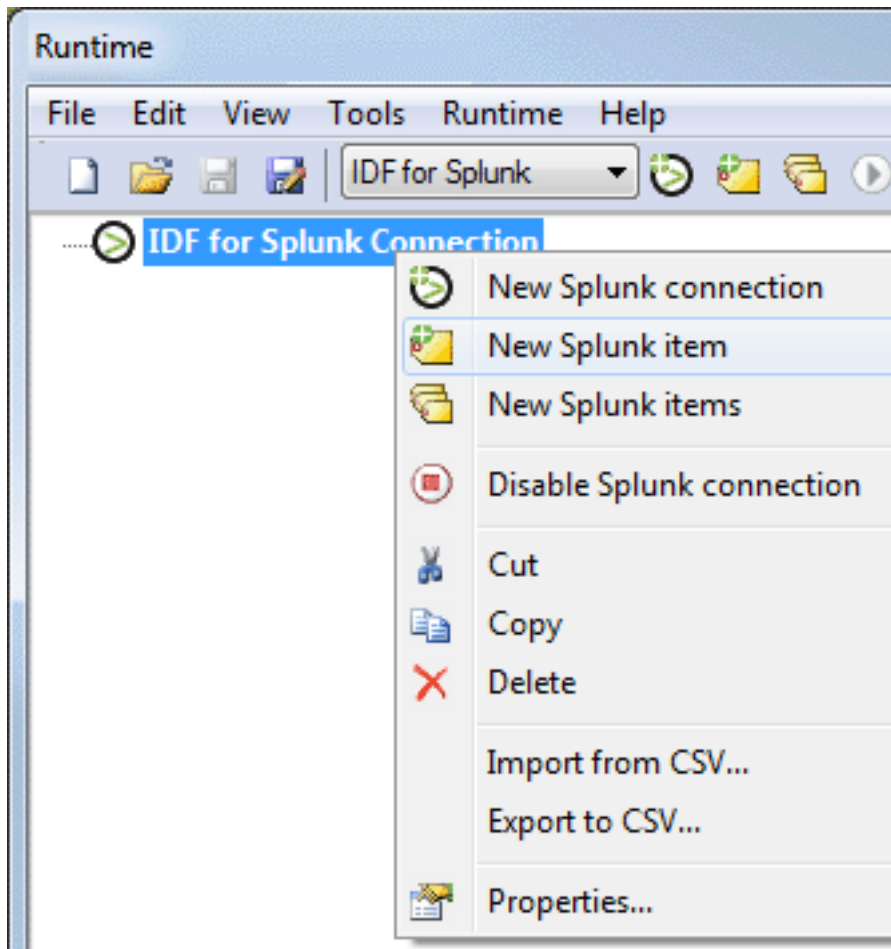 Runtime
File Edit View Tools Runtime Help
IDF for Splunk
IDF for Splunk Connection
New Splunk connection
New Splunk item
New Splunk items
Disable Splunk connection
Cut
Copy
Delete
Import from CSV...
Export to CSV...
Properties...